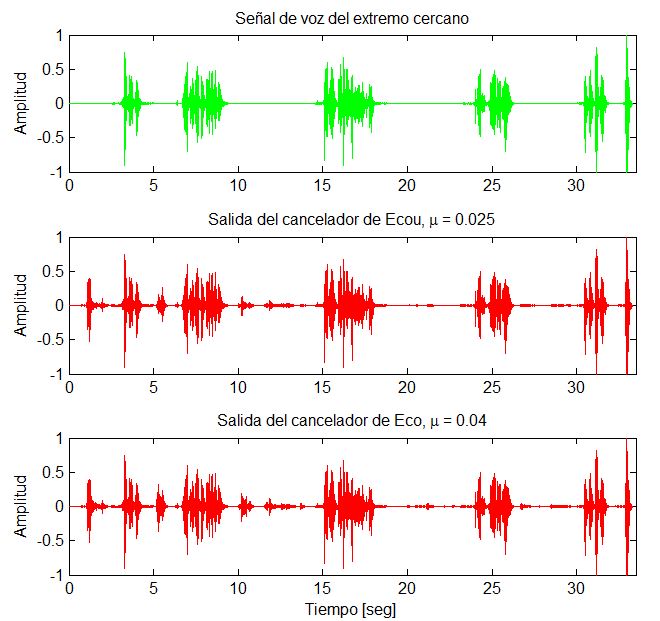 Señal de voz del extremo cercano
1
0.5
0
-0.5
-1
Amplitud
0 5 10 15 20 25 30
Salida del cancelador de Ecou, μ = 0.025
1
0.5
0
-0.5
-1
Amplitud
0 5 10 15 20 25 30
Salida del cancelador de Eco, μ = 0.04
1
0.5
0
-0.5
-1
Amplitud
0 5 10 15 20 25 30
Tiempo [seg]